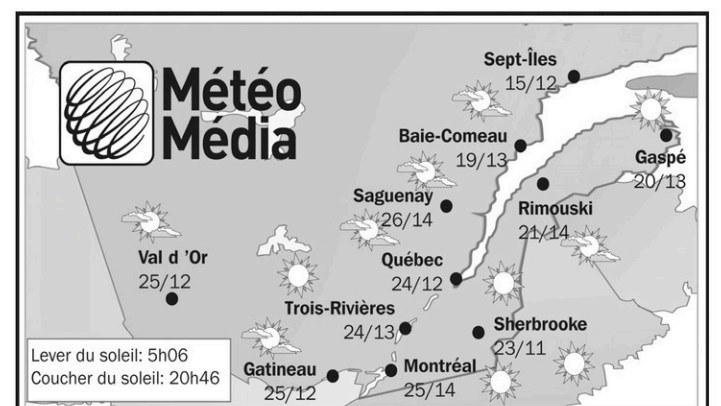 Météo
Média
Sept-Îles
15/12
Baie-Comeau
19/13
Gaspé
20/13
Saguenay
26/14
Rimouski
21/14
Val d ’Or
25/12
Québec
24/12
Trois-Rivières
24/13
Sherbrooke
23/11
Lever du soleil: 5h06
Coucher du soleil: 20h46
Gatineau
25/12
Montréal
25/14